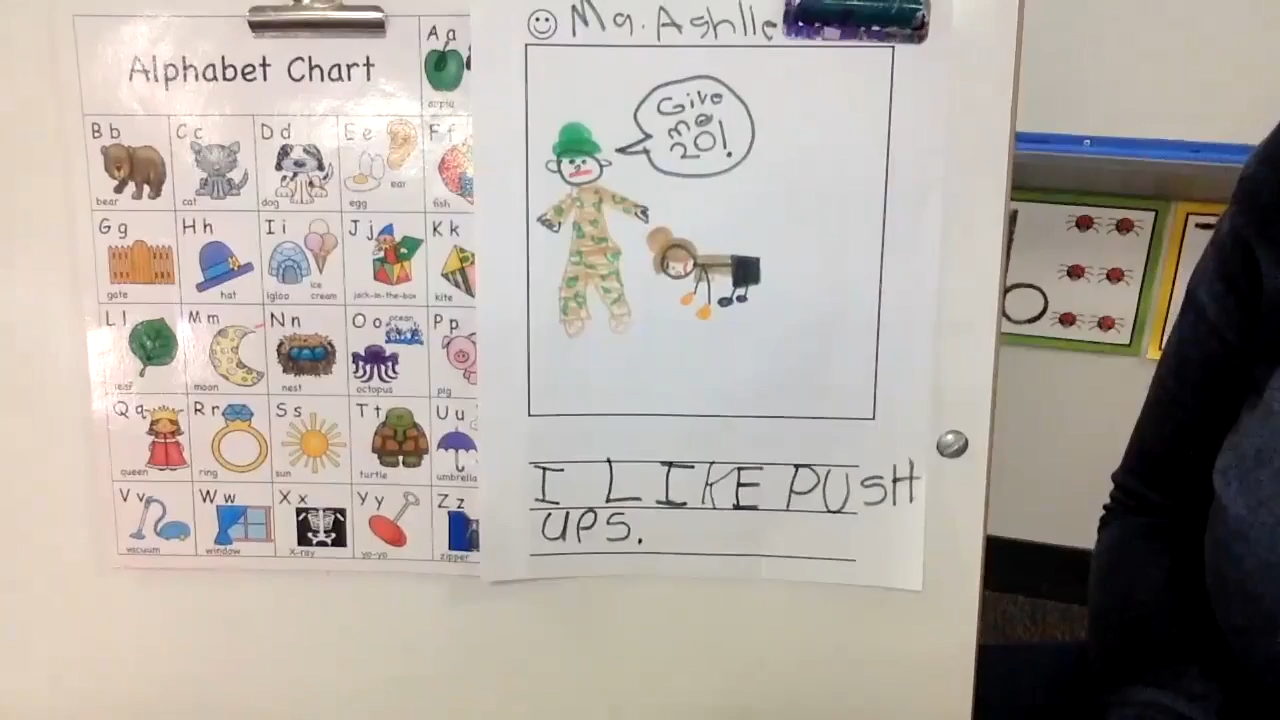 Ms. Ashlie
Alphabet Chart
Aa
apple
Bb Cc Dd Ee Ff
bear cat dog egg ear fish
Gg Hh Ii Jj Kk
gate hat igloo ice cream jack-in-the-box kite
Ll Mm Nn Oo ocean Pp
leaf moon nest octopus pig
Qq Rr Ss Tt Uu
queen ring sun turtle umbrella
Vv Ww Xx Yy Zz
vacuum window x-ray yo-yo zipper
Give
me
20!
I LIKE PUSH
UPS.